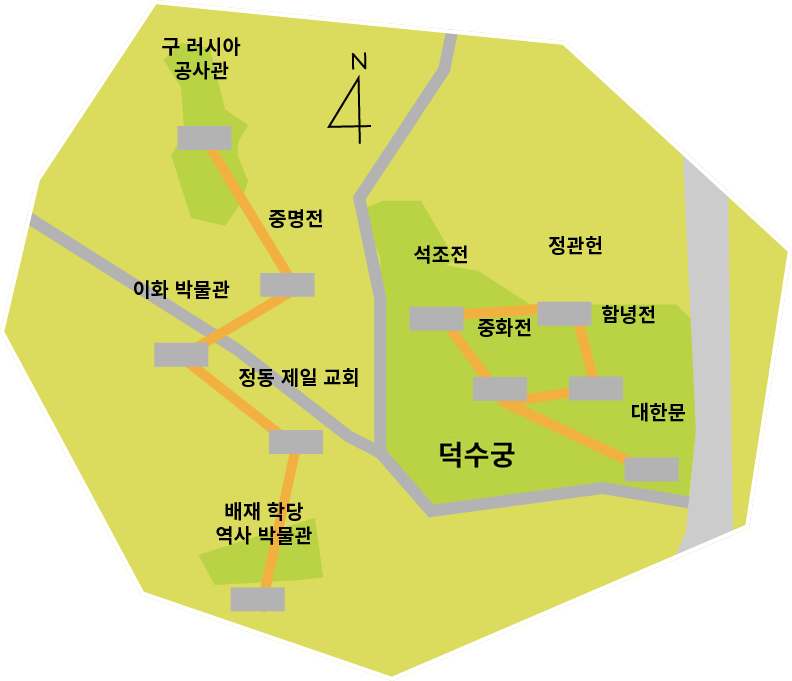 구 러시아
공사관
N
중명전
정관헌
석조전
이화 박물관
함녕전
중화전
정동 제일 교회
대한문
덕수궁
배재 학당
역사 박물관